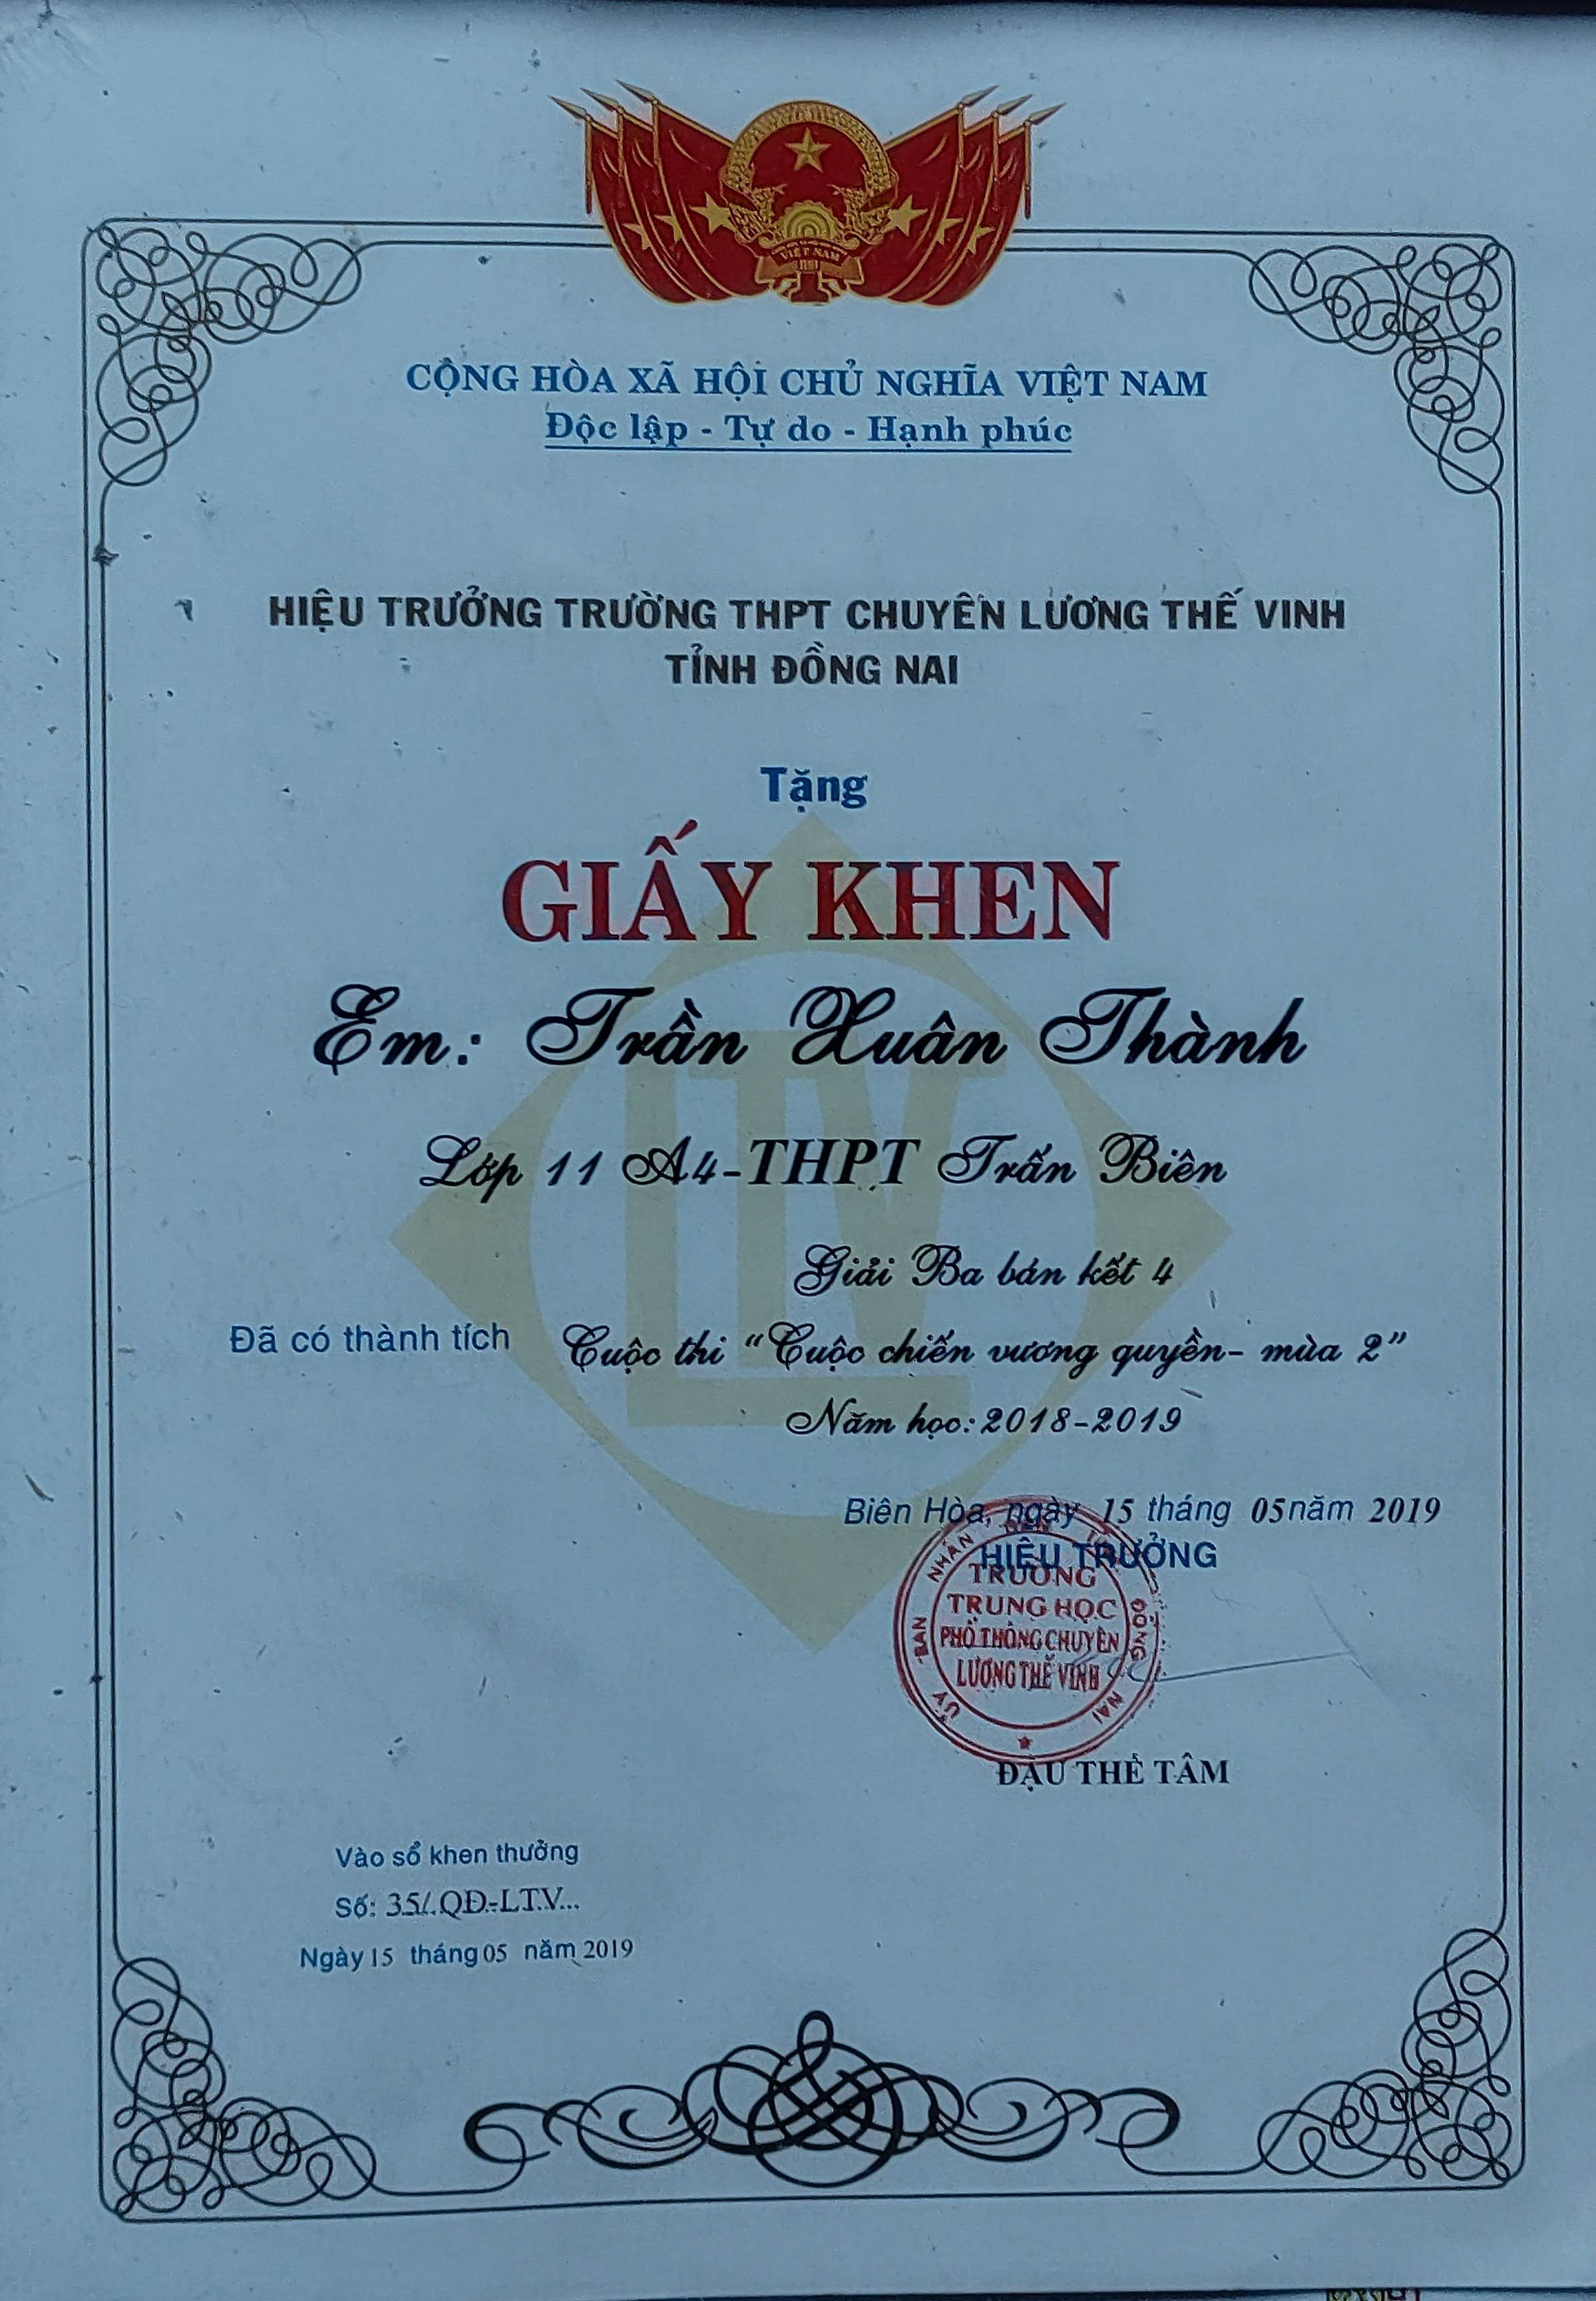 VIỆT NAM
CỘNG HÒA XÃ HỘI CHỦ NGHĨA VIỆT NAM
Độc lập - Tự do - Hạnh phúc
HIỆU TRƯỞNG TRƯỜNG THPT CHUYÊN LƯƠNG THẾ VINH
TỈNH ĐỒNG NAI
Tặng
GIẤY KHEN
LTV
Em: Trần Xuân Thành
Lớp 11 A4-THPT Trấn Biên
Giải Ba bán kết 4
Đã có thành tích Cuộc thi "Cuộc chiến vương quyền- mùa 2"
Năm học: 2018-2019
Biên Hòa, ngày 15 tháng 05 năm 2019
HIỆU TRƯỞNG
ỦY BAN NHÂN DÂN TỈNH ĐỒNG NAI
TRƯỜNG
TRUNG HỌC
PHỔ THÔNG CHUYÊN
LƯƠNG THẾ VINH
ĐẬU THẾ TÂM
Vào sổ khen thưởng
Số: 35/.QĐ-LTV...
Ngày 15 tháng 05 năm 2019